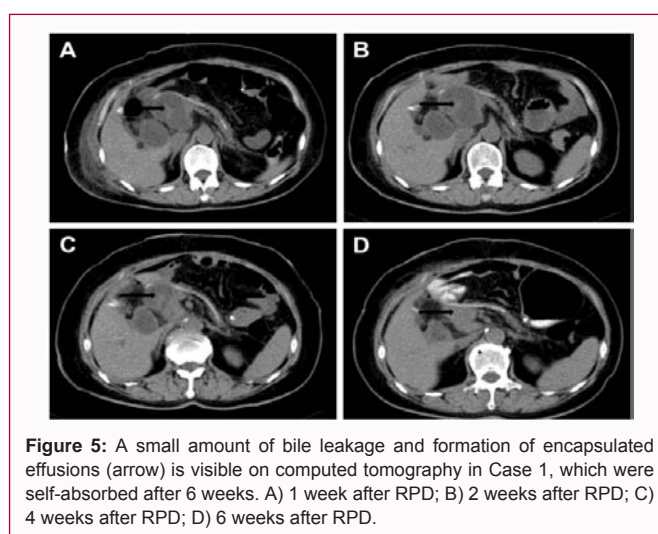 A
B
C
D
Figure 5: A small amount of bile leakage and formation of encapsulated
effusions (arrow) is visible on computed tomography in Case 1, which were
self-absorbed after 6 weeks. A) 1 week after RPD; B) 2 weeks after RPD; C)
4 weeks after RPD; D) 6 weeks after RPD.